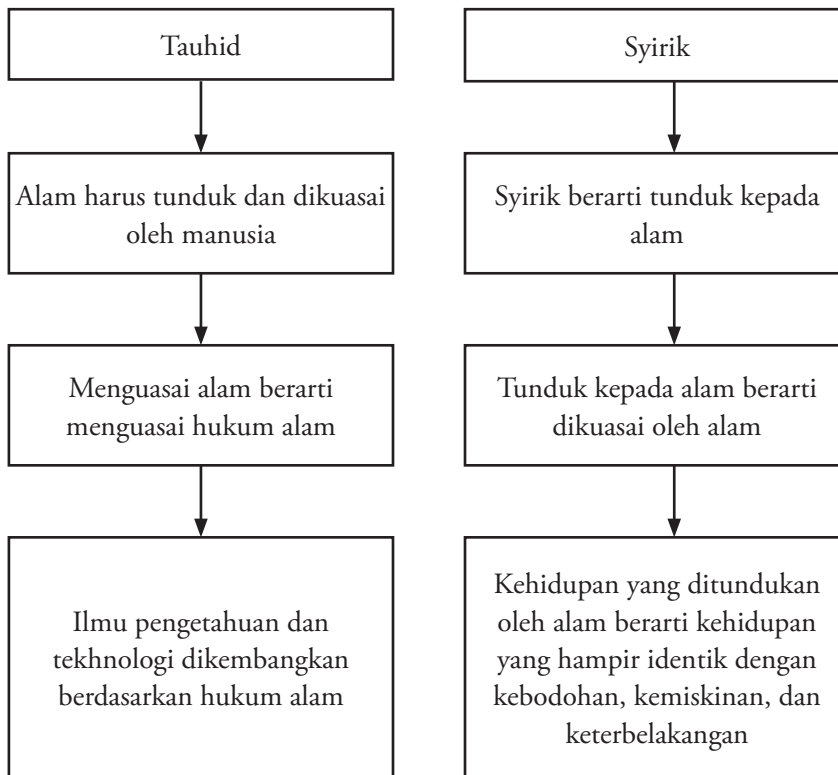 Tauhid
Alam harus tunduk dan dikuasai
oleh manusia
Menguasai alam berarti
menguasai hukum alam
Ilmu pengetahuan dan
tekhnologi dikembangkan
berdasarkan hukum alam
Syirik
Syirik berarti tunduk kepada
alam
Tunduk kepada alam berarti
dikuasai oleh alam
Kehidupan yang ditundukan
oleh alam berarti kehidupan
yang hampir identik dengan
kebodohan, kemiskinan, dan
keterbelakangan